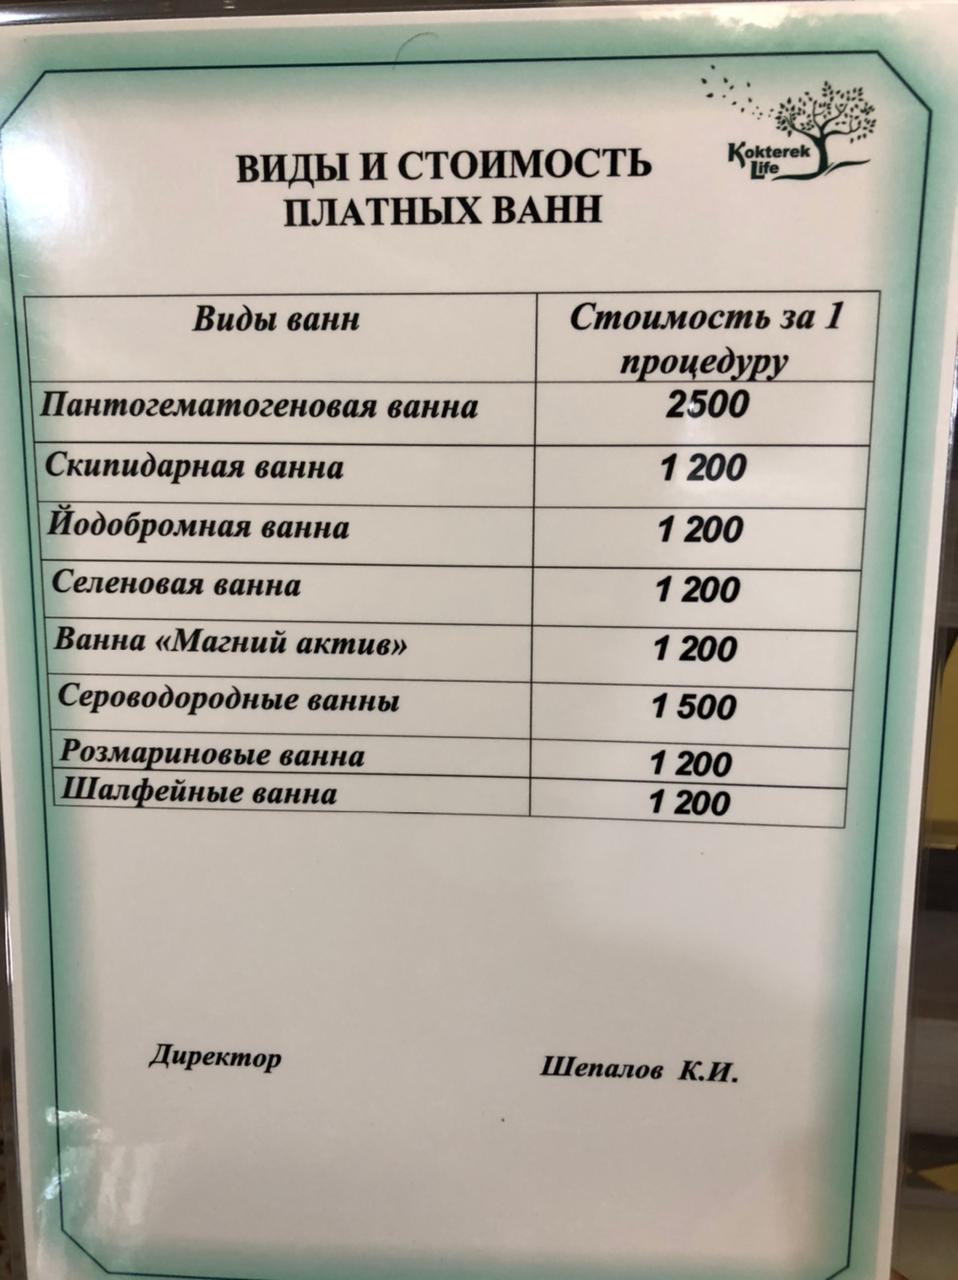 Kokterek
Life
ВИДЫ И СТОИМОСТЬ
ПЛАТНЫХ ВАНН
Виды ванн Стоимость за 1
процедуру
Пантогематогеновая ванна 2500
Скипидарная ванна 1 200
Йодобромная ванна 1 200
Селеновая ванна 1 200
Ванна «Магний актив» 1 200
Сероводородные ванны 1 500
Розмариновые ванна 1 200
Шалфейные ванна 1 200
Директор Шепалов К.И.